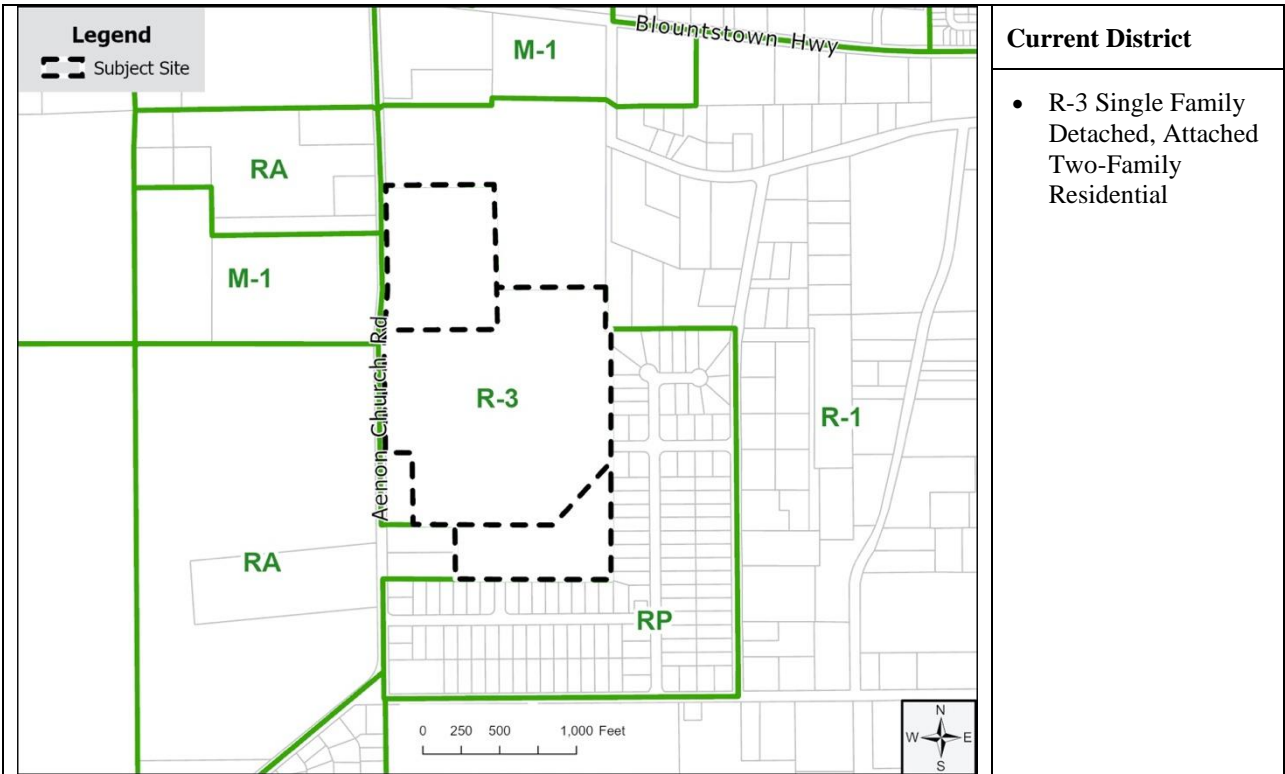 Legend
Subject Site
Blountstown Hwy
M-1
RA
M-1
Aenon Church Rd
R-3
R-1
RA
RP
0 250 500 1,000 Feet
N
W E
S
Current District
• R-3 Single Family
Detached, Attached
Two-Family
Residential